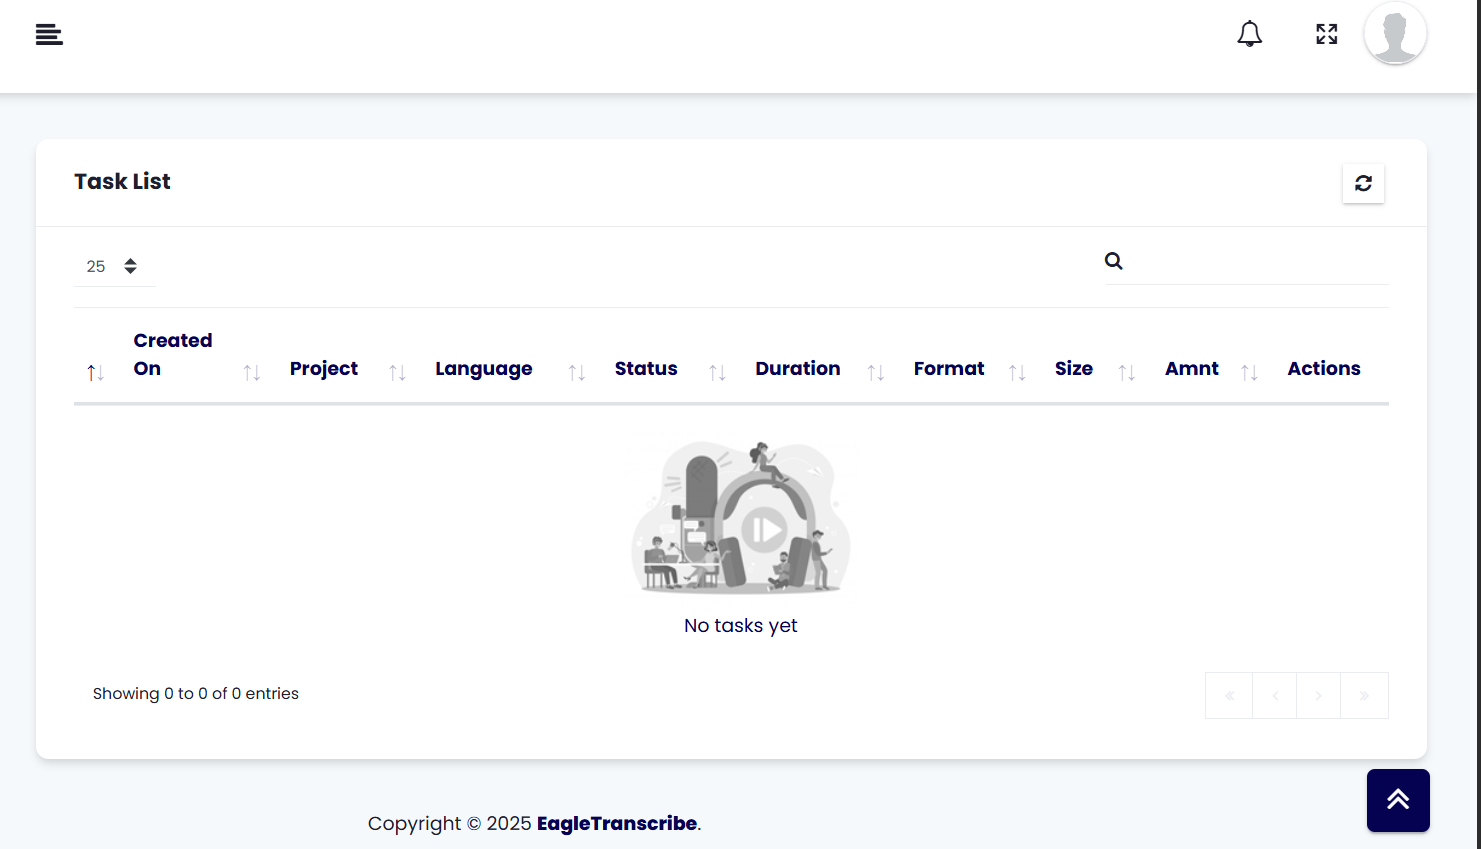 Task List
25
Created On
Project
Language
Status
Duration
Format
Size
Amnt
Actions
No tasks yet
Showing 0 to 0 of 0 entries
« ‹ › »
Copyright © 2025 EagleTranscribe.